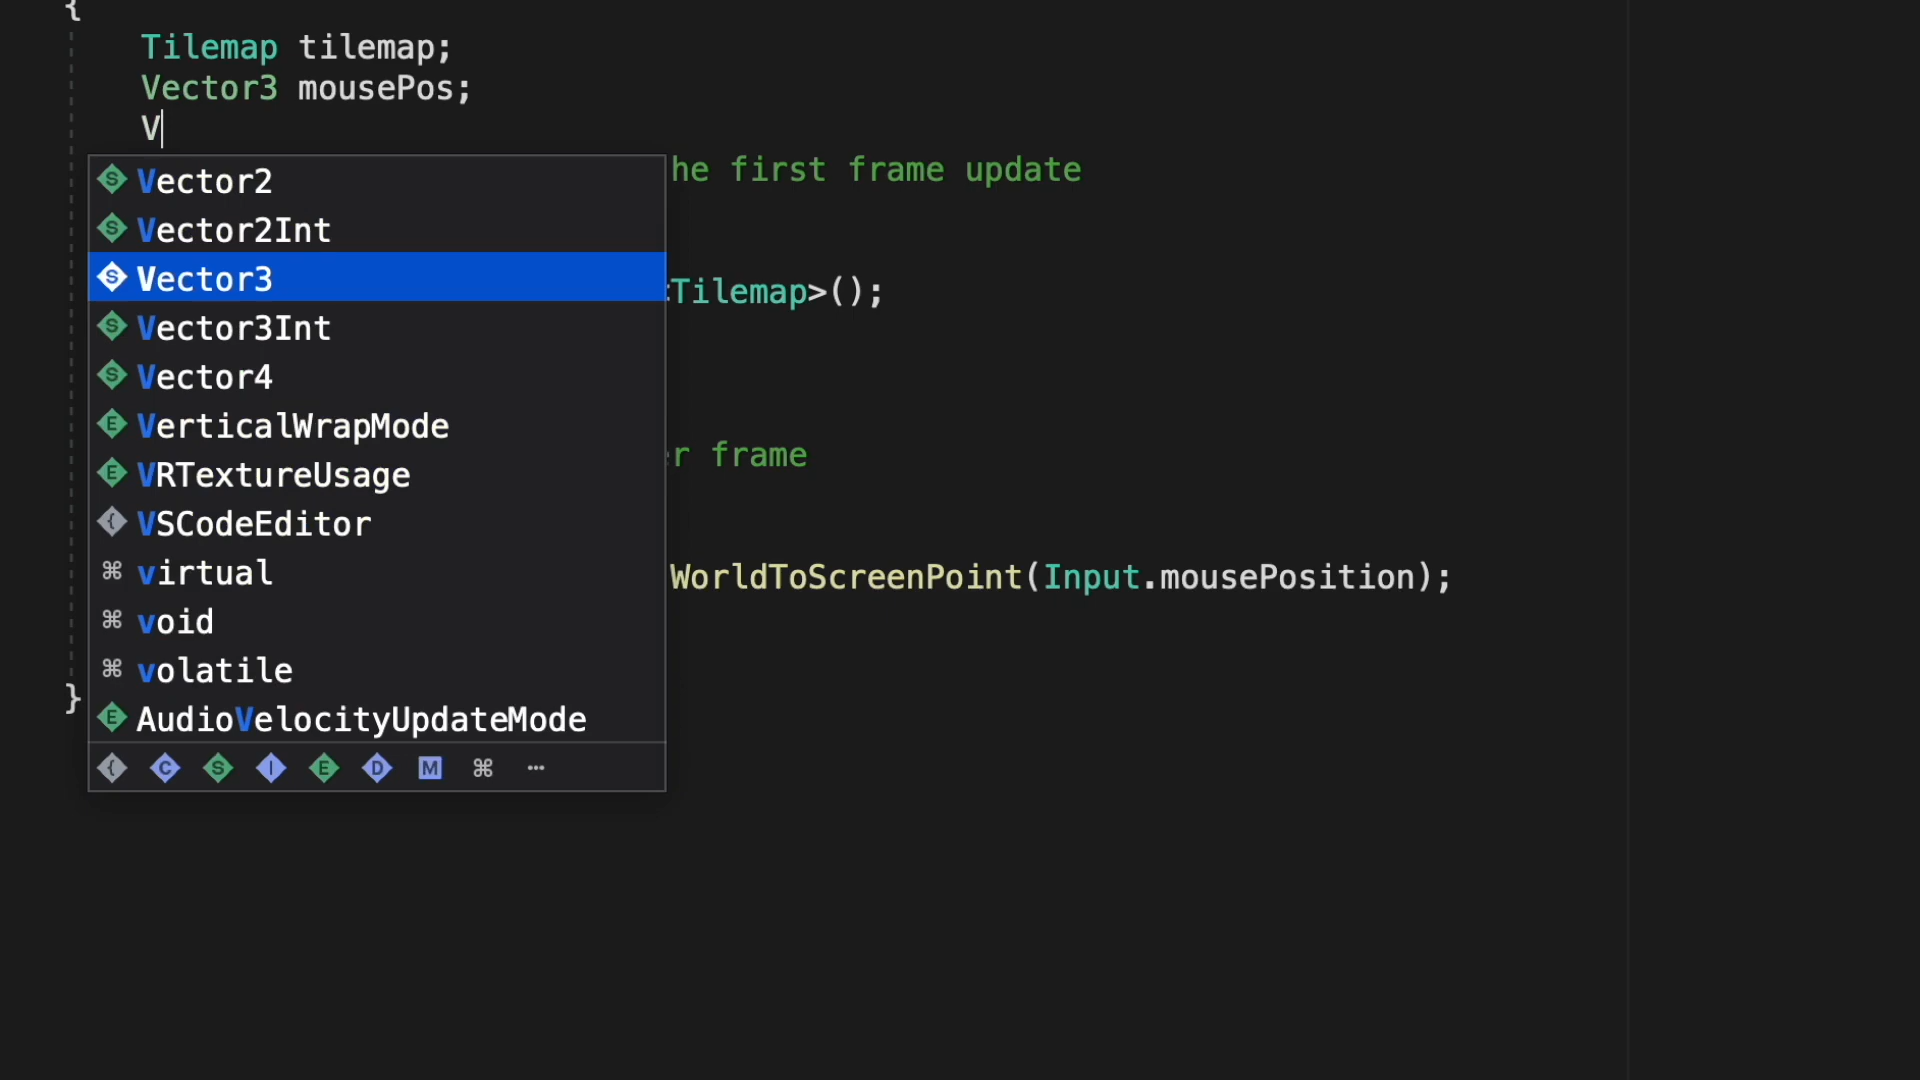 {
Tilemap tilemap;
Vector3 mousePos;
V
he first frame update
Tilemap>();
r frame
WorldToScreenPoint(Input.mousePosition);
}
Vector2
Vector2Int
Vector3
Vector3Int
Vector4
VerticalWrapMode
VRTextureUsage
VSCodeEditor
virtual
void
volatile
AudioVelocityUpdateMode
{ C S I E D M ⌘ ···